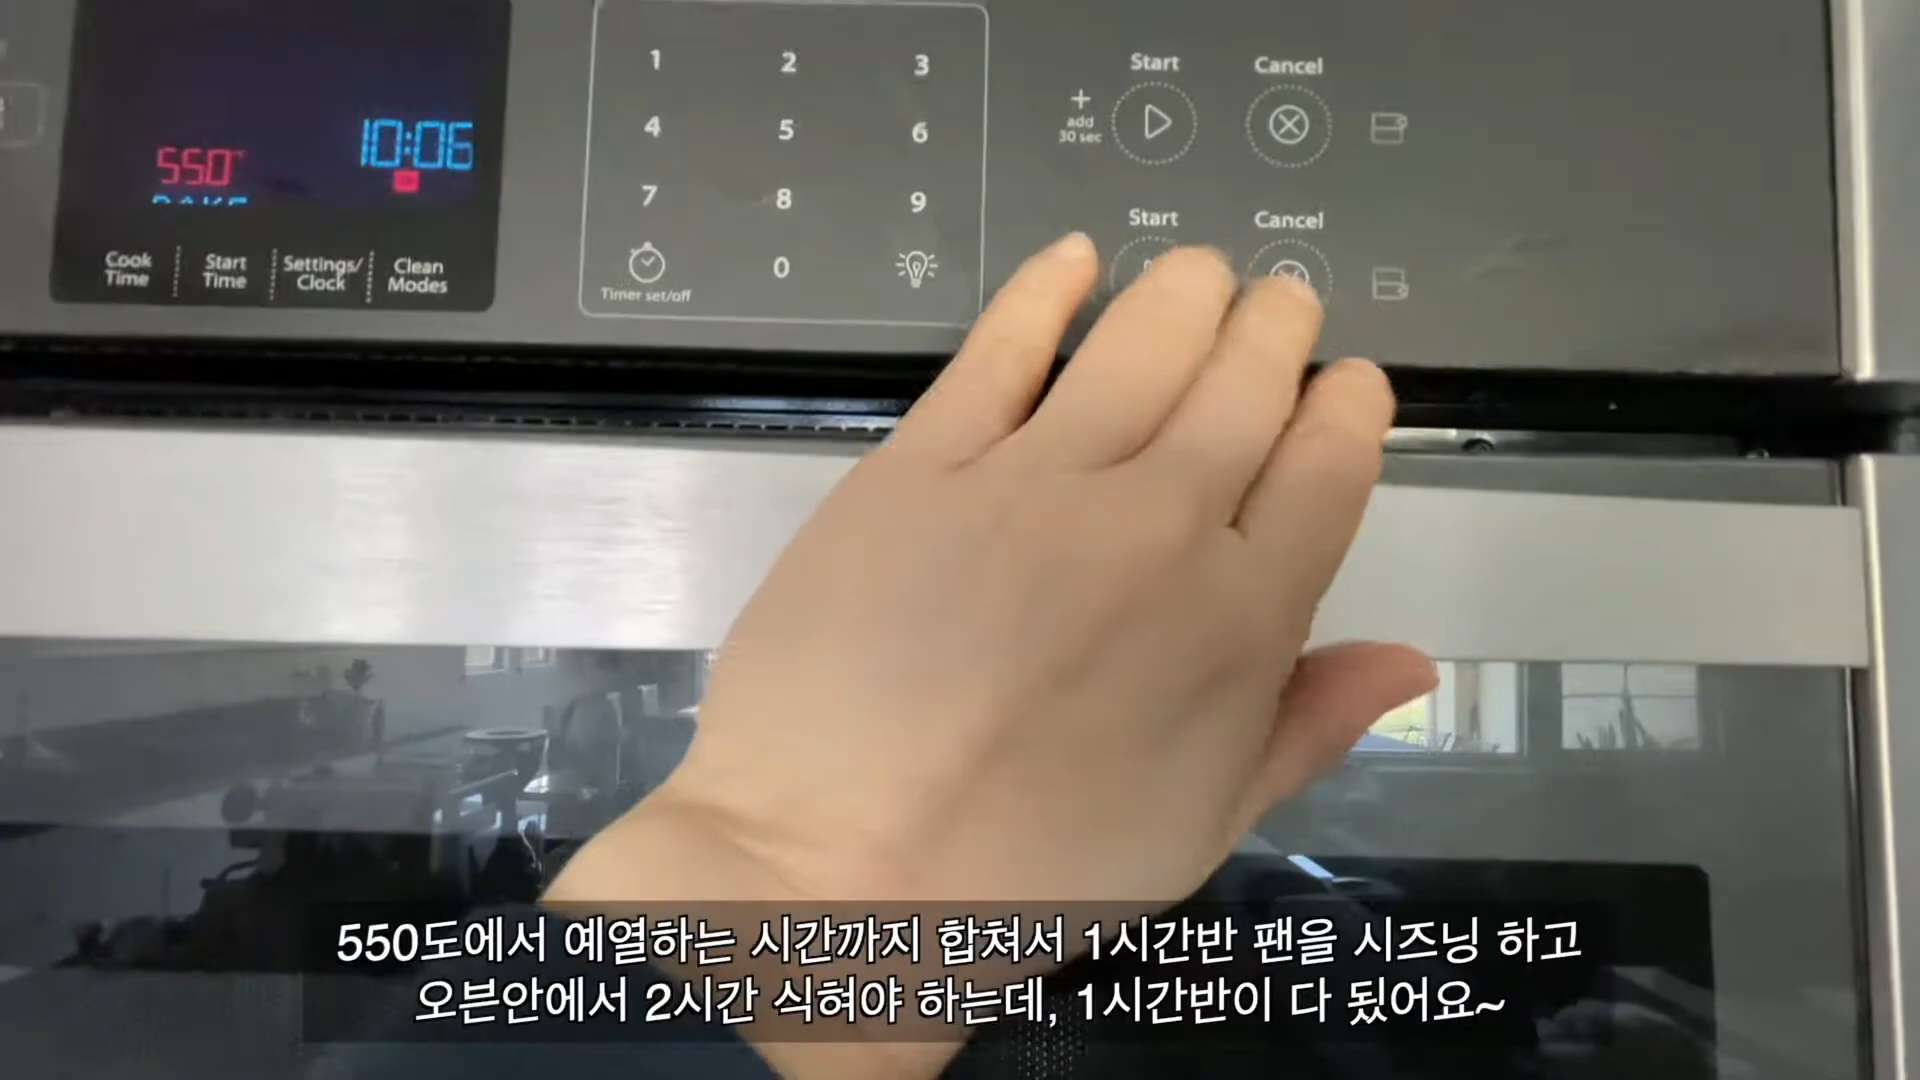 550°
10:06
BAKE
Cook Time
Start Time
Settings/ Clock
Clean Modes
1 2 3
4 5 6
7 8 9
0
Timer set/off
+ add 30 sec
Start
Cancel
Start
Cancel
550도에서 예열하는 시간까지 합쳐서 1시간반 팬을 시즈닝 하고
오븐안에서 2시간 식혀야 하는데, 1시간반이 다 됐어요~